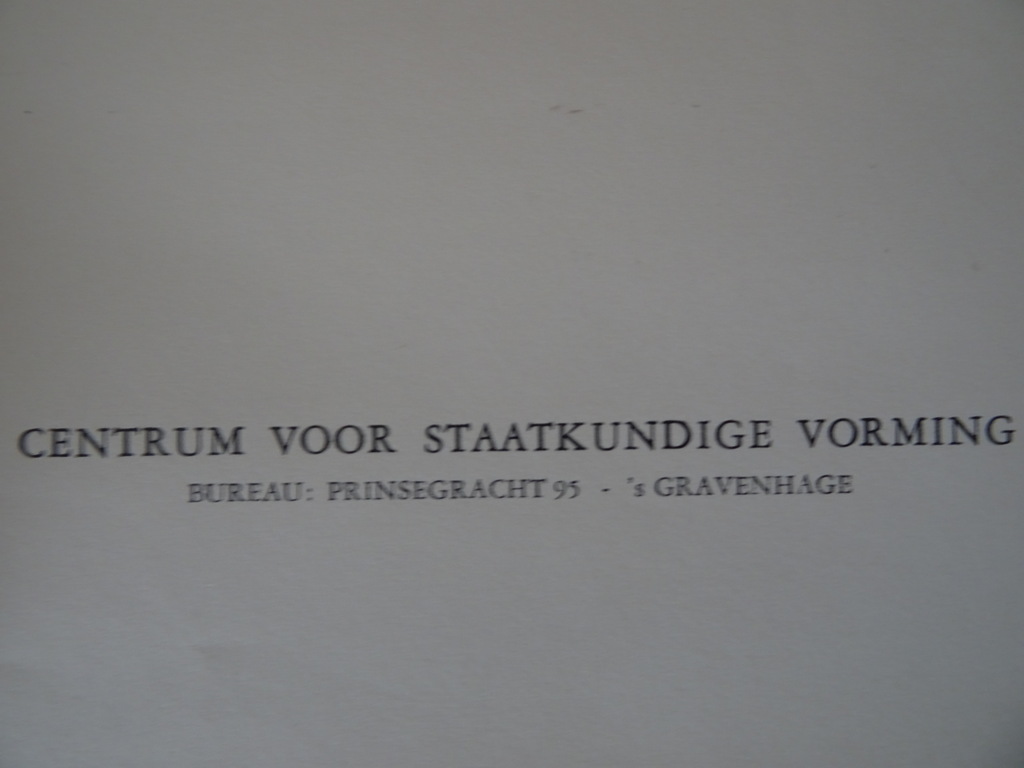 CENTRUM VOOR STAATKUNDIGE VORMING
BUREAU: PRINSEGRACHT 95 - 's GRAVENHAGE